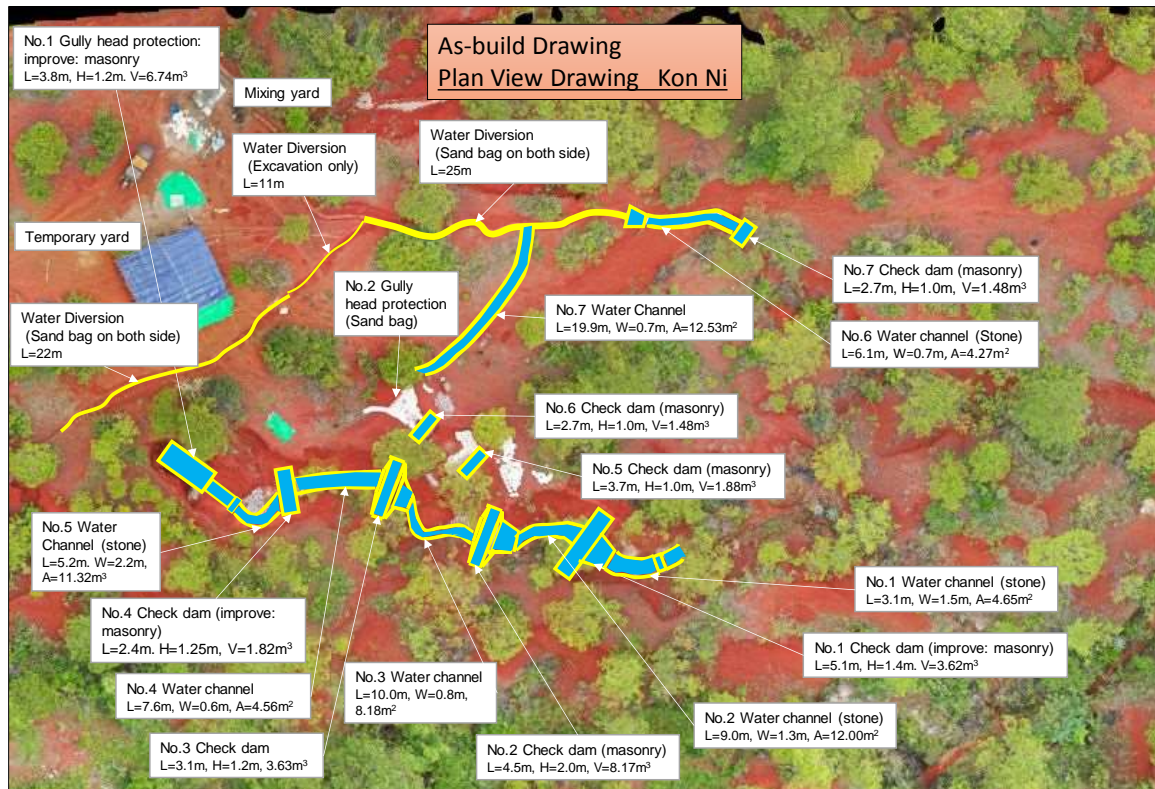 As-build Drawing
Plan View Drawing Kon Ni
No.1 Gully head protection:
improve: masonry
L=3.8m, H=1.2m. V=6.74m³
Mixing yard
Water Diversion
(Excavation only)
L=11m
Water Diversion
(Sand bag on both side)
L=25m
Temporary yard
No.2 Gully
head protection
(Sand bag)
No.7 Check dam (masonry)
L=2.7m, H=1.0m, V=1.48m³
No.7 Water Channel
L=19.9m, W=0.7m, A=12.53m²
No.6 Water channel (Stone)
L=6.1m, W=0.7m, A=4.27m²
Water Diversion
(Sand bag on both side)
L=22m
No.6 Check dam (masonry)
L=2.7m, H=1.0m, V=1.48m³
No.5 Check dam (masonry)
L=3.7m, H=1.0m, V=1.88m³
No.5 Water
Channel (stone)
L=5.2m. W=2.2m,
A=11.32m³
No.1 Water channel (stone)
L=3.1m, W=1.5m, A=4.65m²
No.4 Check dam (improve:
masonry)
L=2.4m. H=1.25m, V=1.82m³
No.1 Check dam (improve: masonry)
L=5.1m, H=1.4m. V=3.62m³
No.4 Water channel
L=7.6m, W=0.6m, A=4.56m²
No.3 Water channel
L=10.0m, W=0.8m,
8.18m²
No.2 Water channel (stone)
L=9.0m, W=1.3m, A=12.00m²
No.3 Check dam
L=3.1m, H=1.2m, 3.63m³
No.2 Check dam (masonry)
L=4.5m, H=2.0m, V=8.17m³